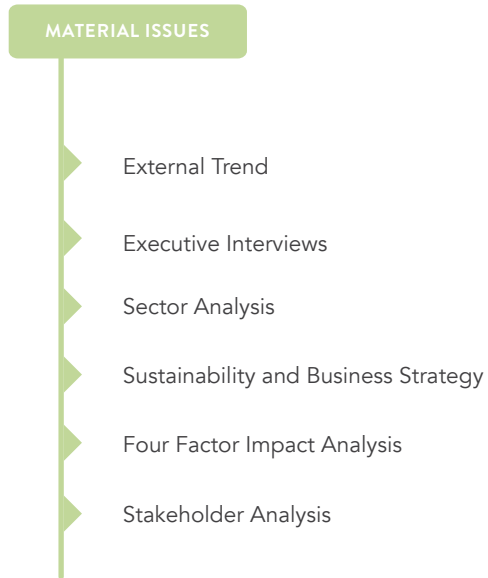 MATERIAL ISSUES
External Trend
Executive Interviews
Sector Analysis
Sustainability and Business Strategy
Four Factor Impact Analysis
Stakeholder Analysis